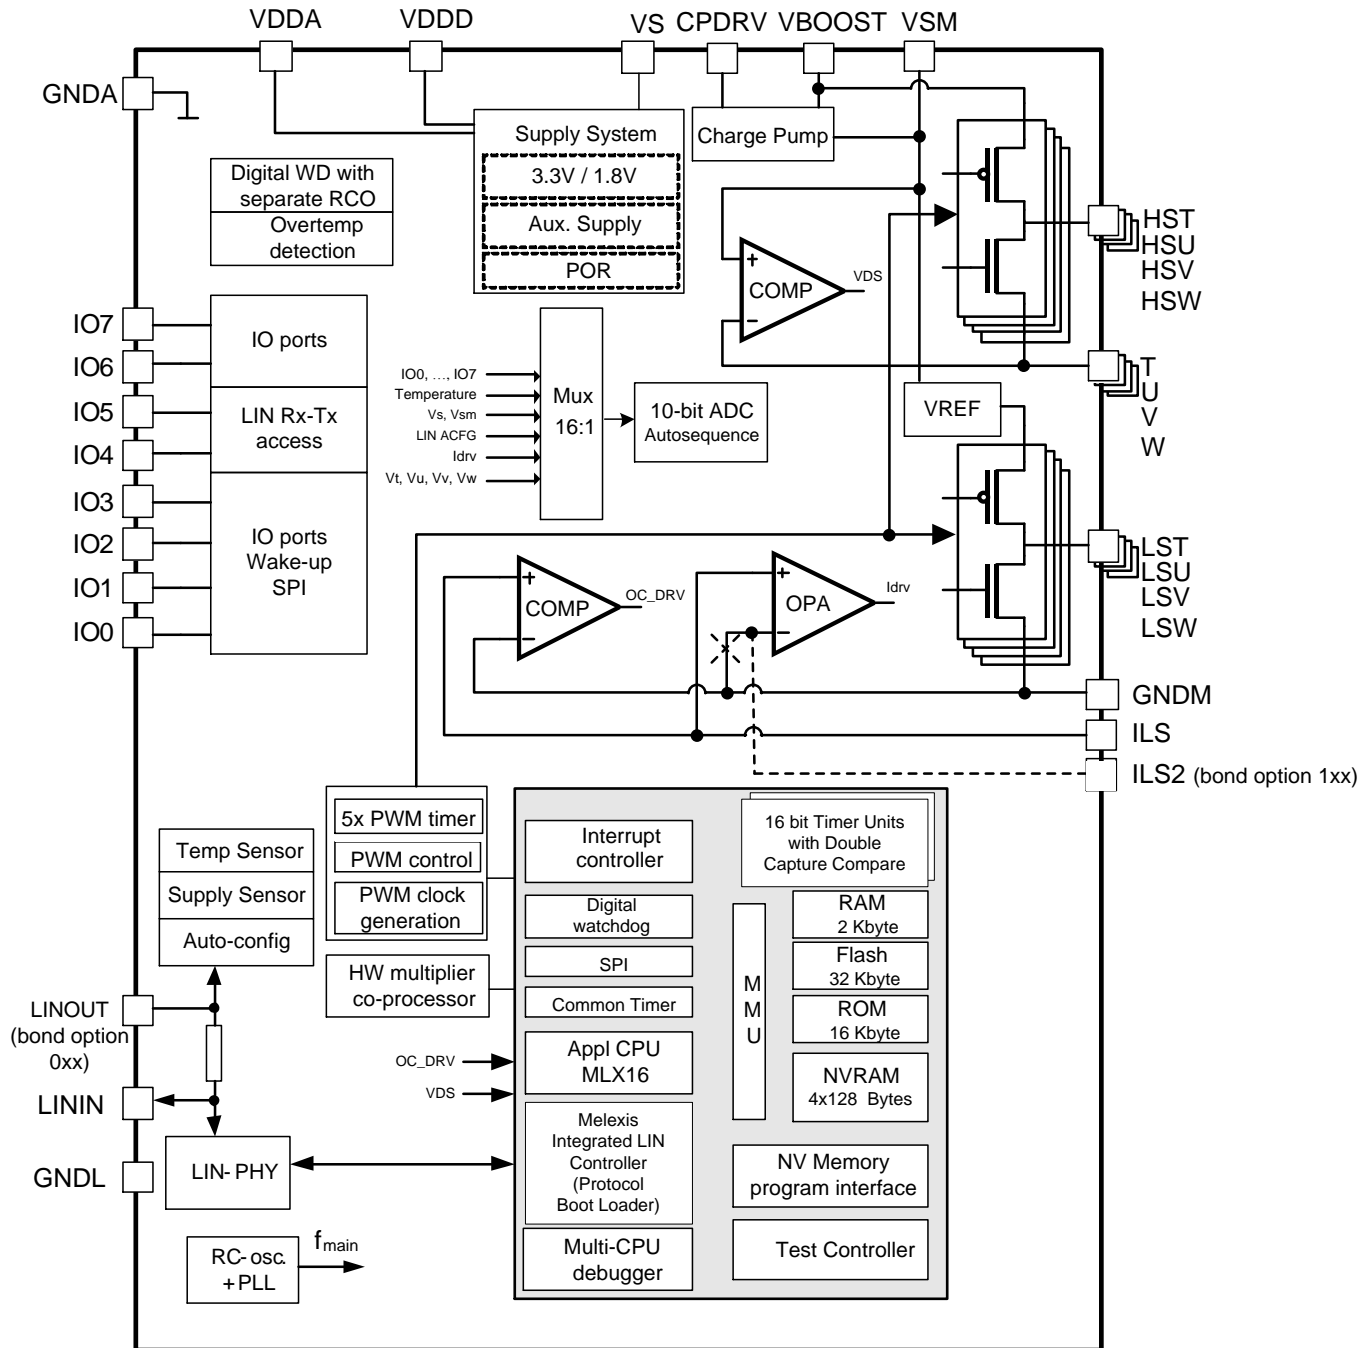 VDDA
VDDD
VS
CPDRV
VBOOST
VSM
GNDA
Supply System
3.3V / 1.8V
Aux. Supply
POR
Charge Pump
Digital WD with
separate RCO
Overtemp
detection
+
COMP
−
VDS
HST
HSU
HSV
HSW
T
U
V
W
IO7
IO6
IO5
IO4
IO3
IO2
IO1
IO0
IO ports
LIN Rx-Tx
access
IO ports
Wake-up
SPI
IO0, ..., IO7
Temperature
Vs, Vsm
LIN ACFG
Idrv
Vt, Vu, Vv, Vw
Mux
16:1
10-bit ADC
Autosequence
VREF
+
COMP
−
OC_DRV
+
OPA
−
Idrv
LST
LSU
LSV
LSW
GNDM
ILS
ILS2 (bond option 1xx)
5x PWM timer
PWM control
PWM clock
generation
HW multiplier
co-processor
Temp Sensor
Supply Sensor
Auto-config
LINOUT
(bond option
0xx)
LININ
GNDL
LIN-PHY
RC-osc.
+PLL
fmain
OC_DRV
VDS
Interrupt
controller
Digital
watchdog
SPI
Common Timer
Appl CPU
MLX16
Melexis
Integrated LIN
Controller
(Protocol
Boot Loader)
Multi-CPU
debugger
M
M
U
16 bit Timer Units
with Double
Capture Compare
RAM
2 Kbyte
Flash
32 Kbyte
ROM
16 Kbyte
NVRAM
4x128 Bytes
NV Memory
program interface
Test Controller